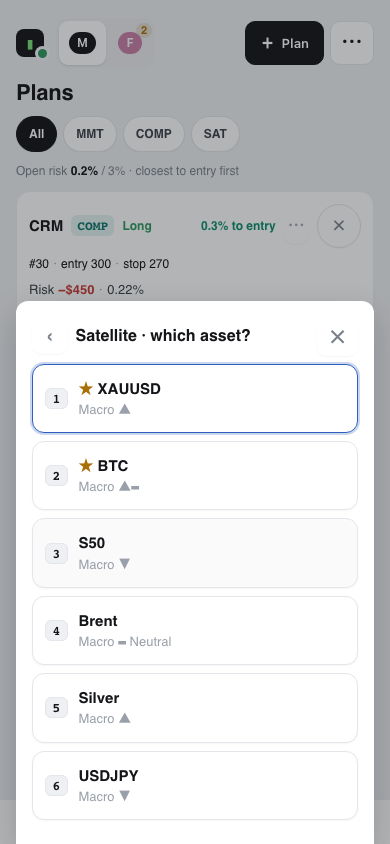 M
F
2
+ Plan
Plans
All
MMT
COMP
SAT
Open risk 0.2% / 3% · closest to entry first
CRM COMP Long 0.3% to entry
#30 · entry 300 · stop 270
Risk −$450 · 0.22%
Satellite · which asset?
1 ★ XAUUSD
Macro ▲
2 ★ BTC
Macro ▲▬
3 S50
Macro ▼
4 Brent
Macro ▬ Neutral
5 Silver
Macro ▲
6 USDJPY
Macro ▼